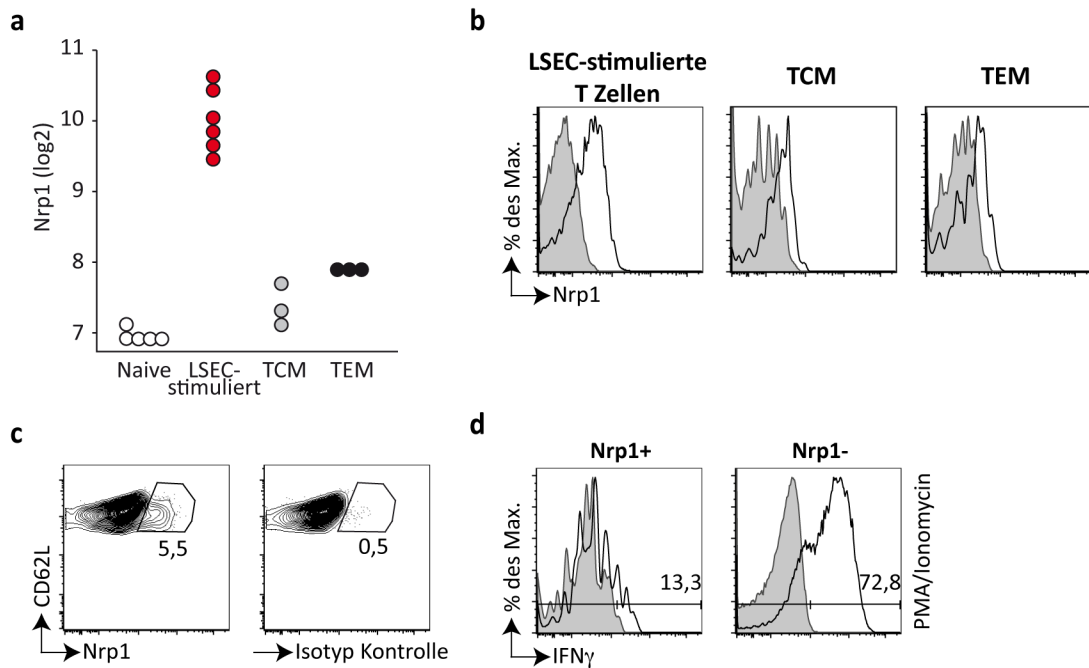 a
Nrp1 (log2)
11
10
9
8
7
Naive
LSEC-
stimuliert
TCM
TEM
b
LSEC-stimulierte
T Zellen
TCM
TEM
% des Max.
Nrp1
c
CD62L
5,5
0,5
Nrp1
Isotyp Kontrolle
d
Nrp1+
Nrp1-
% des Max.
13,3
72,8
PMA/Ionomycin
IFNγ